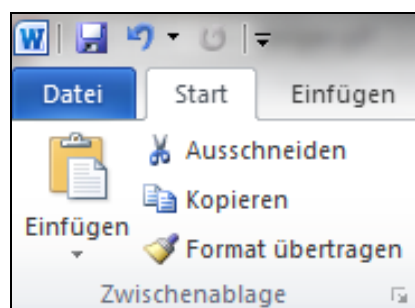 W
Datei Start Einfügen
Ausschneiden
Kopieren
Einfügen
Format übertragen
Zwischenablage